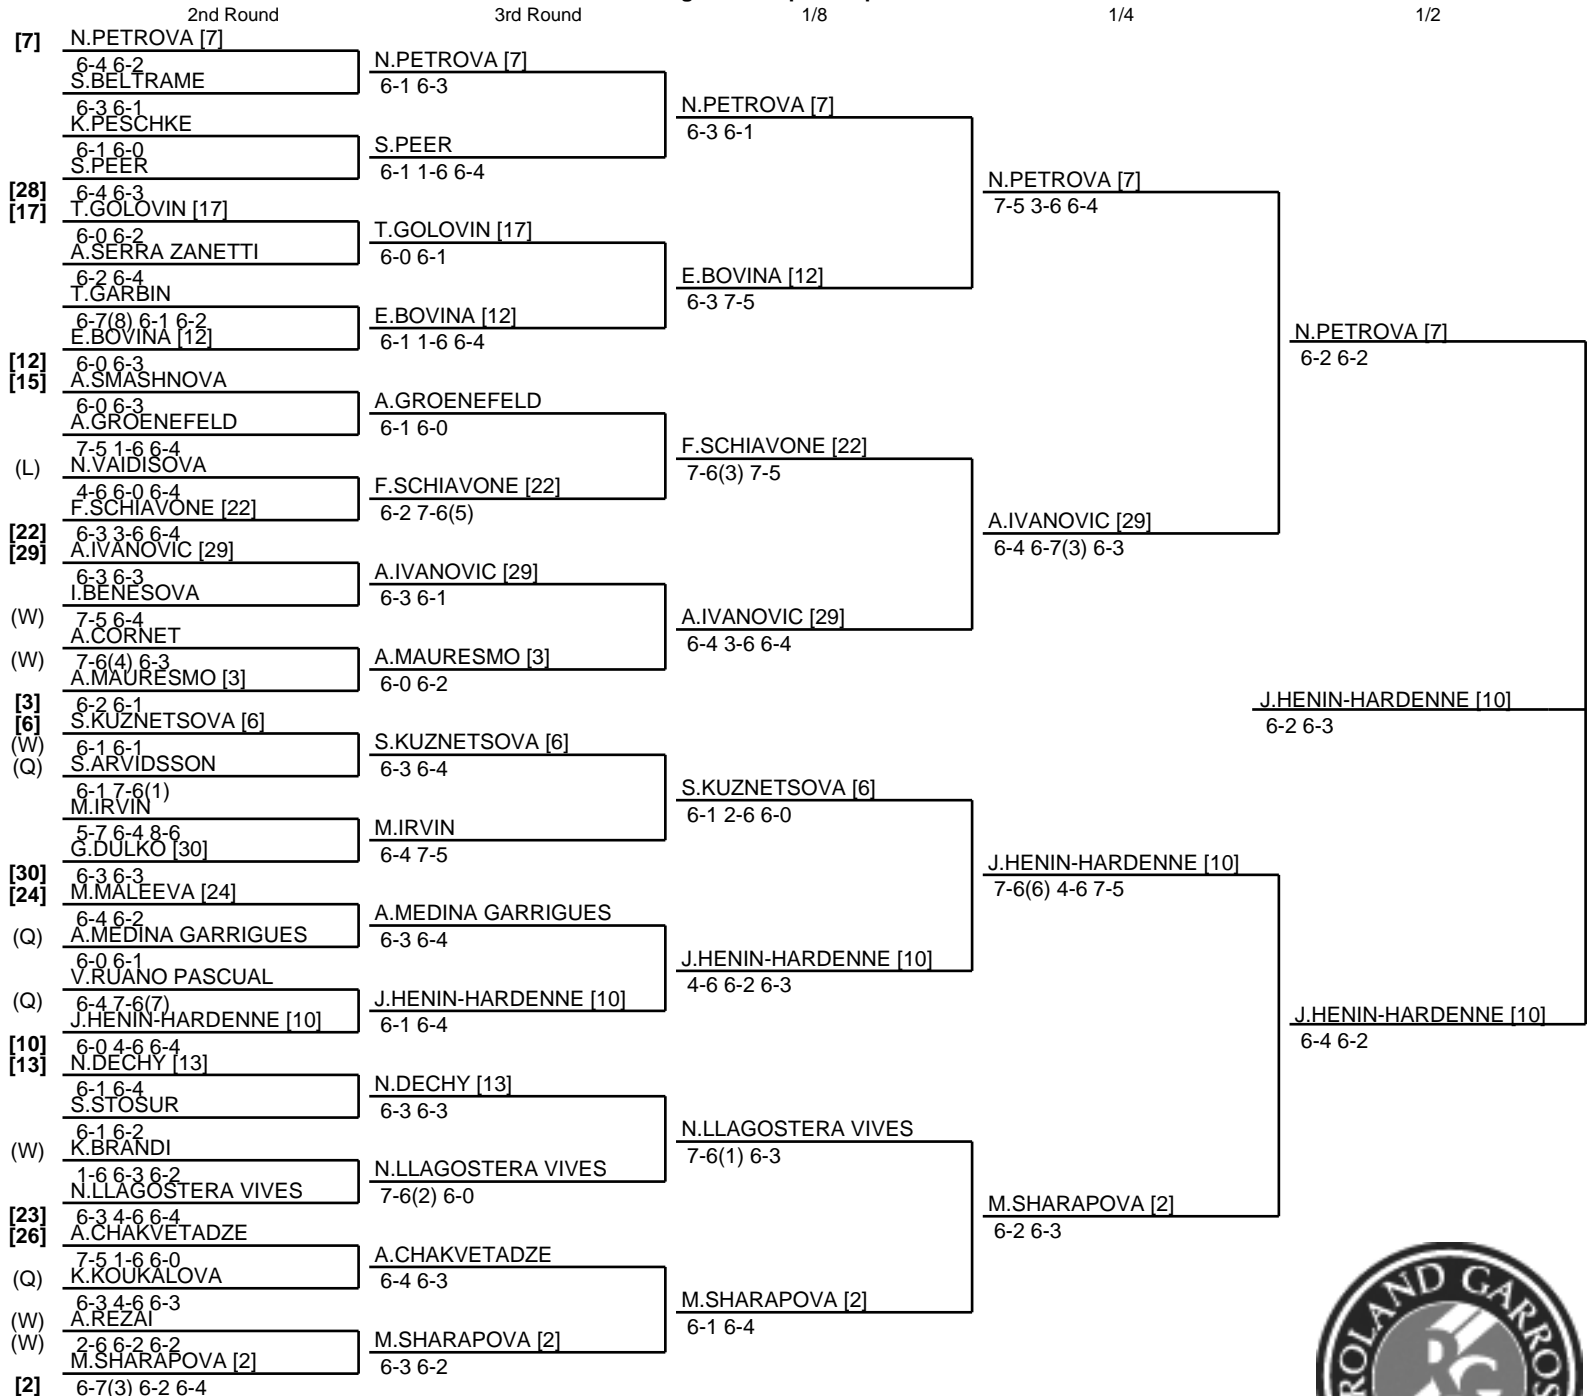 2nd Round 3rd Round 1/8 1/4 1/2
[7] N.PETROVA [7]
6-4 6-2
S.BELTRAME
6-3 6-1
K.PESCHKE
6-1 6-0
S.PEER
[28] 6-4 6-3
[17] T.GOLOVIN [17]
6-0 6-2
A.SERRA ZANETTI
6-2 6-4
T.GARBIN
6-7(8) 6-1 6-2
E.BOVINA [12]
[12] 6-0 6-3
[15] A.SMASHNOVA
6-0 6-3
A.GROENEFELD
7-5 1-6 6-4
(L) N.VAIDISOVA
4-6 6-0 6-4
F.SCHIAVONE [22]
[22] 6-3 3-6 6-4
[29] A.IVANOVIC [29]
6-3 6-3
I.BENESOVA
(W) 7-5 6-4
A.CORNET
(W) 7-6(4) 6-3
A.MAURESMO [3]
[3] 6-2 6-1
[6] S.KUZNETSOVA [6]
(W) 6-1 6-1
(Q) S.ARVIDSSON
6-1 7-6(1)
M.IRVIN
5-7 6-4 8-6
G.DULKO [30]
[30] 6-3 6-3
[24] M.MALEEVA [24]
6-4 6-2
(Q) A.MEDINA GARRIGUES
6-0 6-1
V.RUANO PASCUAL
(Q) 6-4 7-6(7)
J.HENIN-HARDENNE [10]
[10] 6-0 4-6 6-4
[13] N.DECHY [13]
6-1 6-4
S.STOSUR
6-1 6-2
(W) K.BRANDI
1-6 6-3 6-2
N.LLAGOSTERA VIVES
[23] 6-3 4-6 6-4
[26] A.CHAKVETADZE
7-5 1-6 6-0
(Q) K.KOUKALOVA
6-3 4-6 6-3
(W) A.REZAI
(W) 2-6 6-2 6-2
M.SHARAPOVA [2]
[2] 6-7(3) 6-2 6-4
N.PETROVA [7]
6-1 6-3
S.PEER
6-1 1-6 6-4
T.GOLOVIN [17]
6-0 6-1
E.BOVINA [12]
6-1 1-6 6-4
A.GROENEFELD
6-1 6-0
F.SCHIAVONE [22]
6-2 7-6(5)
A.IVANOVIC [29]
6-3 6-1
A.MAURESMO [3]
6-0 6-2
S.KUZNETSOVA [6]
6-3 6-4
M.IRVIN
6-4 7-5
A.MEDINA GARRIGUES
6-3 6-4
J.HENIN-HARDENNE [10]
6-1 6-4
N.DECHY [13]
6-3 6-3
N.LLAGOSTERA VIVES
7-6(2) 6-0
A.CHAKVETADZE
6-4 6-3
M.SHARAPOVA [2]
6-3 6-2
N.PETROVA [7]
6-3 6-1
E.BOVINA [12]
6-3 7-5
F.SCHIAVONE [22]
7-6(3) 7-5
A.IVANOVIC [29]
6-4 3-6 6-4
S.KUZNETSOVA [6]
6-1 2-6 6-0
J.HENIN-HARDENNE [10]
4-6 6-2 6-3
N.LLAGOSTERA VIVES
7-6(1) 6-3
M.SHARAPOVA [2]
6-1 6-4
N.PETROVA [7]
7-5 3-6 6-4
A.IVANOVIC [29]
6-4 6-7(3) 6-3
J.HENIN-HARDENNE [10]
7-6(6) 4-6 7-5
M.SHARAPOVA [2]
6-2 6-3
N.PETROVA [7]
6-2 6-2
J.HENIN-HARDENNE [10]
6-2 6-3
J.HENIN-HARDENNE [10]
6-4 6-2
ROLAND GARROS
RG